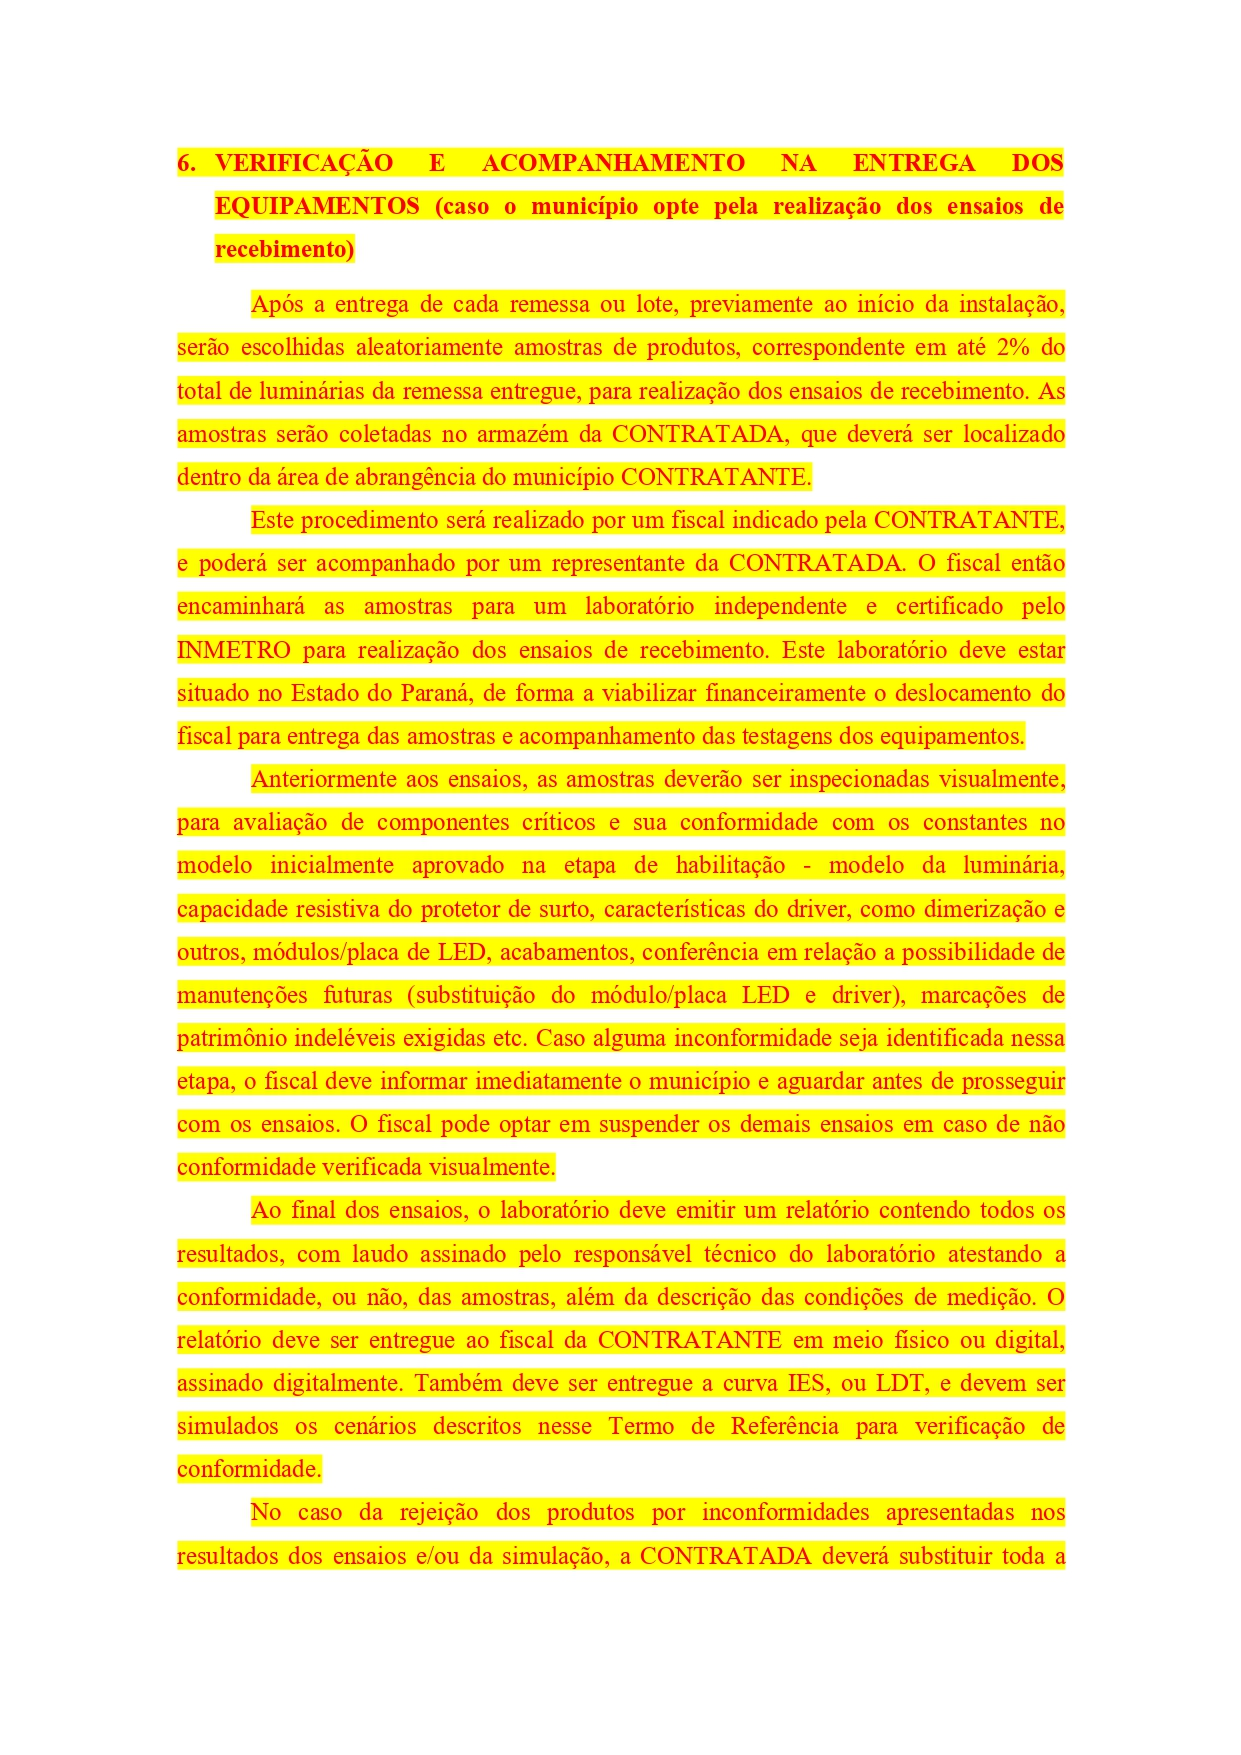 6. VERIFICAÇÃO E ACOMPANHAMENTO NA ENTREGA DOS
EQUIPAMENTOS (caso o município opte pela realização dos ensaios de
recebimento)
Após a entrega de cada remessa ou lote, previamente ao início da instalação,
serão escolhidas aleatoriamente amostras de produtos, correspondente em até 2% do
total de luminárias da remessa entregue, para realização dos ensaios de recebimento. As
amostras serão coletadas no armazém da CONTRATADA, que deverá ser localizado
dentro da área de abrangência do município CONTRATANTE.
Este procedimento será realizado por um fiscal indicado pela CONTRATANTE,
e poderá ser acompanhado por um representante da CONTRATADA. O fiscal então
encaminhará as amostras para um laboratório independente e certificado pelo
INMETRO para realização dos ensaios de recebimento. Este laboratório deve estar
situado no Estado do Paraná, de forma a viabilizar financeiramente o deslocamento do
fiscal para entrega das amostras e acompanhamento das testagens dos equipamentos.
Anteriormente aos ensaios, as amostras deverão ser inspecionadas visualmente,
para avaliação de componentes críticos e sua conformidade com os constantes no
modelo inicialmente aprovado na etapa de habilitação - modelo da luminária,
capacidade resistiva do protetor de surto, características do driver, como dimerização e
outros, módulos/placa de LED, acabamentos, conferência em relação a possibilidade de
manutenções futuras (substituição do módulo/placa LED e driver), marcações de
patrimônio indeléveis exigidas etc. Caso alguma inconformidade seja identificada nessa
etapa, o fiscal deve informar imediatamente o município e aguardar antes de prosseguir
com os ensaios. O fiscal pode optar em suspender os demais ensaios em caso de não
conformidade verificada visualmente.
Ao final dos ensaios, o laboratório deve emitir um relatório contendo todos os
resultados, com laudo assinado pelo responsável técnico do laboratório atestando a
conformidade, ou não, das amostras, além da descrição das condições de medição. O
relatório deve ser entregue ao fiscal da CONTRATANTE em meio físico ou digital,
assinado digitalmente. Também deve ser entregue a curva IES, ou LDT, e devem ser
simulados os cenários descritos nesse Termo de Referência para verificação de
conformidade.
No caso da rejeição dos produtos por inconformidades apresentadas nos
resultados dos ensaios e/ou da simulação, a CONTRATADA deverá substituir toda a